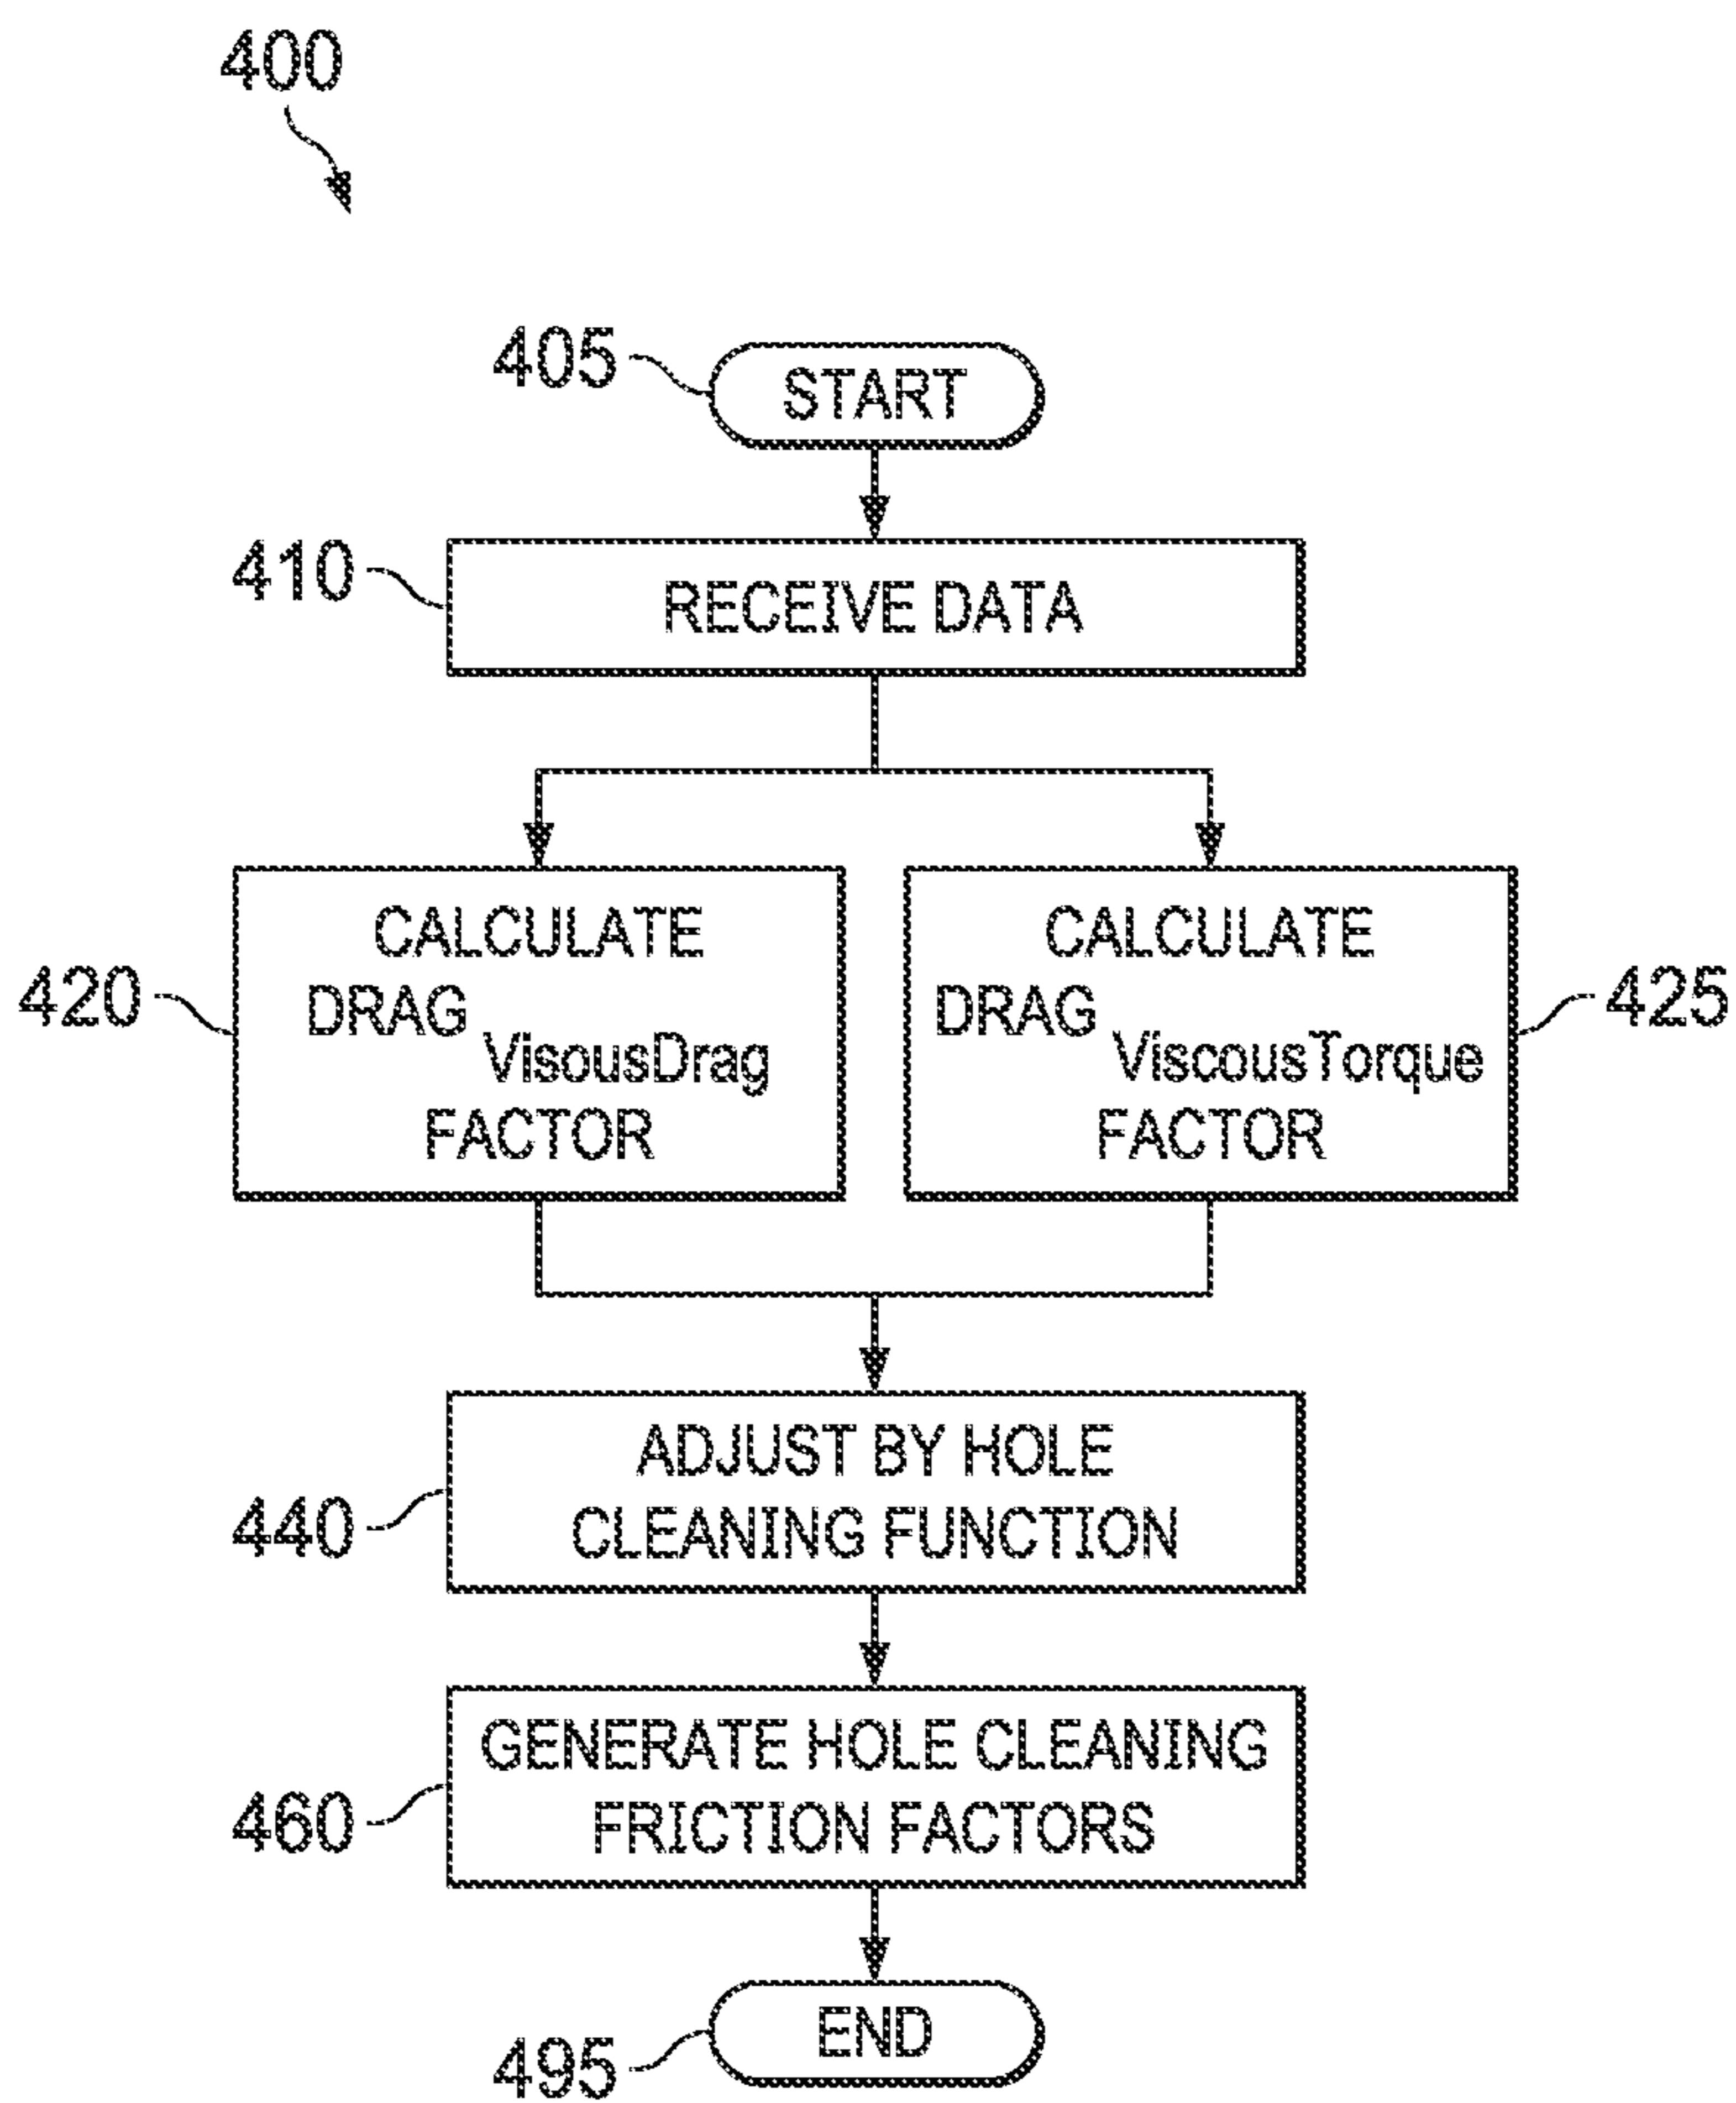 400
405
START
410
RECEIVE DATA
420
CALCULATE
DRAG VisousDrag
FACTOR
CALCULATE
DRAG ViscousTorque
FACTOR
425
440
ADJUST BY HOLE
CLEANING FUNCTION
460
GENERATE HOLE CLEANING
FRICTION FACTORS
495
END